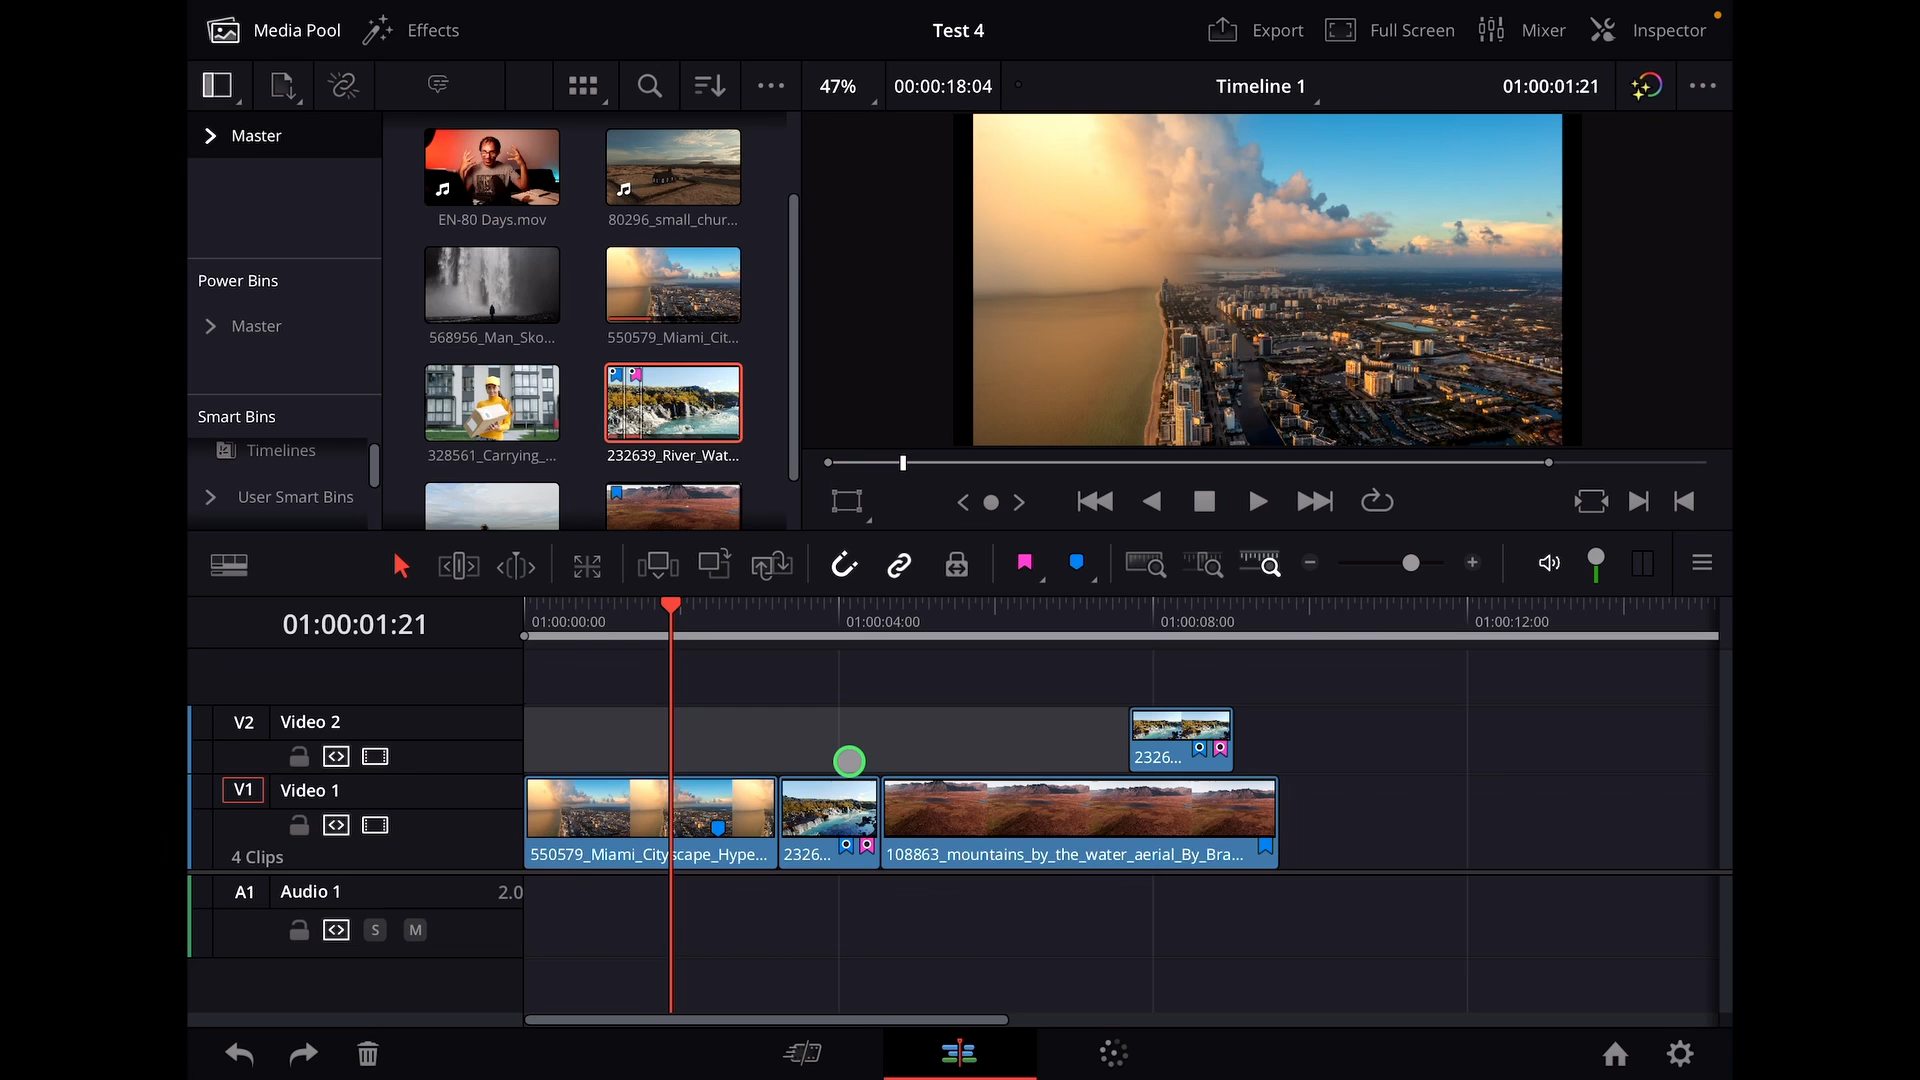 Media Pool
Effects
Test 4
Export
Full Screen
Mixer
Inspector
47%
00:00:18:04
Timeline 1
01:00:01:21
Master
EN-80 Days.mov
80296_small_chur...
568956_Man_Sko...
550579_Miami_Cit...
Power Bins
Master
328561_Carrying_...
232639_River_Wat...
Smart Bins
Timelines
User Smart Bins
01:00:01:21
01:00:00:00
01:00:04:00
01:00:08:00
01:00:12:00
V2
Video 2
2326...
V1
Video 1
4 Clips
550579_Miami_Cityscape_Hype...
2326...
108863_mountains_by_the_water_aerial_By_Bra...
A1
Audio 1
2.0
S
M